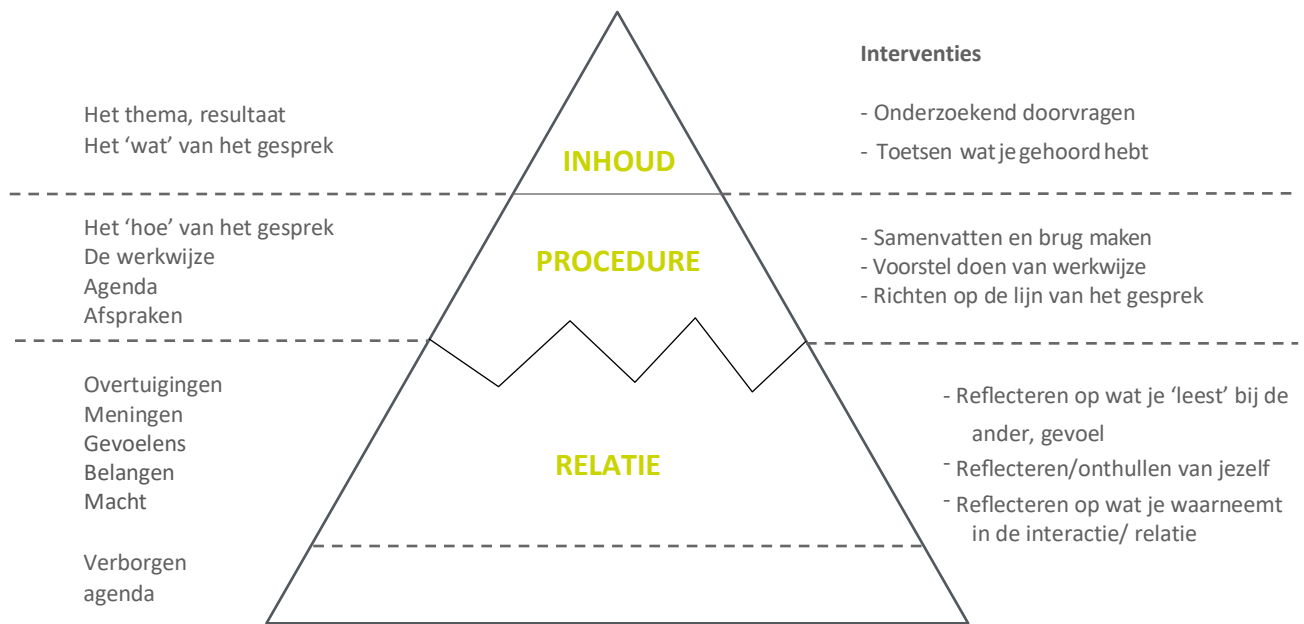 Interventies
Het thema, resultaat
Het ‘wat’ van het gesprek
INHOUD
- Onderzoekend doorvragen
- Toetsen wat je gehoord hebt
Het ‘hoe’ van het gesprek
De werkwijze
Agenda
Afspraken
PROCEDURE
- Samenvatten en brug maken
- Voorstel doen van werkwijze
- Richten op de lijn van het gesprek
Overtuigingen
Meningen
Gevoelens
Belangen
Macht
RELATIE
- Reflecteren op wat je ‘leest’ bij de
ander, gevoel
- Reflecteren/onthullen van jezelf
- Reflecteren op wat je waarneemt
in de interactie/ relatie
Verborgen
agenda